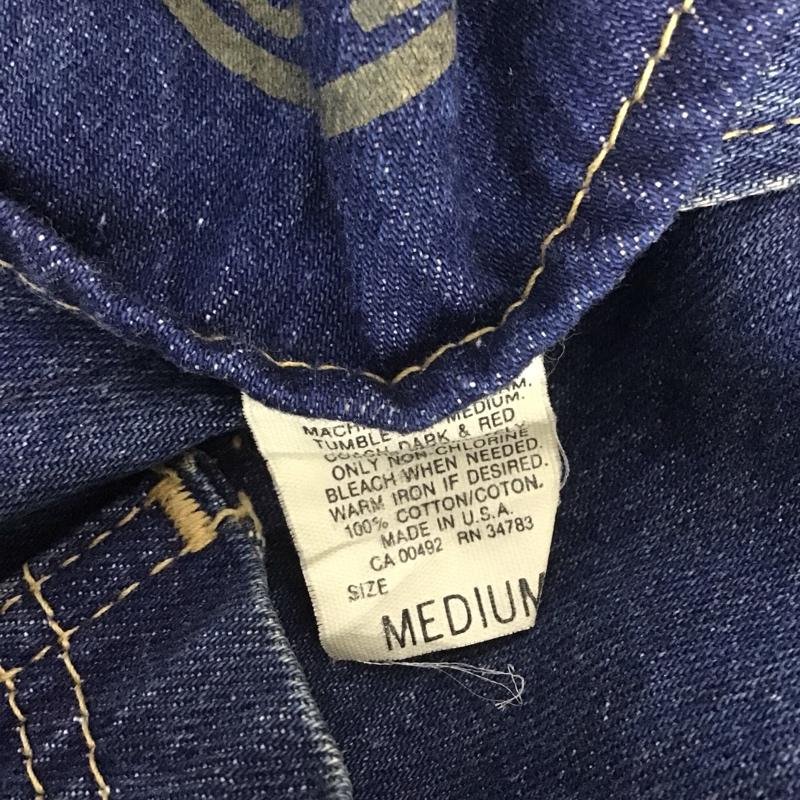 MEDIUM.
TUMBLE DARK & RED
ONLY NON-CHLORINE
BLEACH WHEN NEEDED.
WARM IRON IF DESIRED.
100% COTTON/COTON.
MADE IN U.S.A.
CA 00492 RN 34783
SIZE
MEDIUM